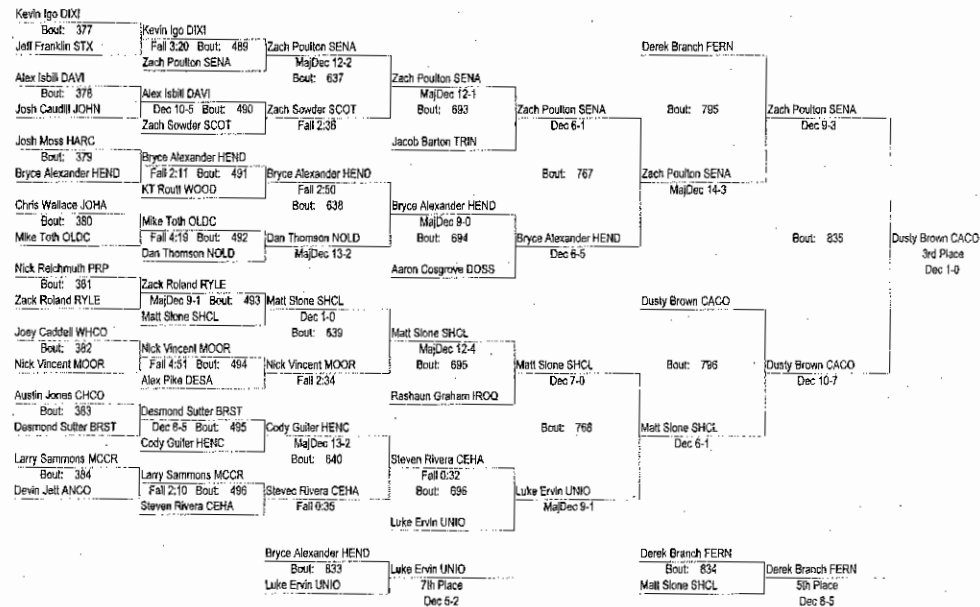 Kevin Igo DIXI
Bout: 377
Jeff Franklin STX
Kevin Igo DIXI
Fall 3:20 Bout: 489
Zach Poulton SENA
Alex Isbill DAVI
Bout: 378
Josh Caudill JOHN
Alex Isbill DAVI
Dec 10-5 Bout: 490
Zach Sowder SCOT
Josh Moss HARC
Bout: 379
Bryce Alexander HEND
Bryce Alexander HEND
Fall 2:11 Bout: 491
KT Routt WOOD
Chris Wallace JOHA
Bout: 380
Mike Toth OLDC
Mike Toth OLDC
Fall 4:19 Bout: 492
Dan Thomson NOLD
Nick Reichmuth PRP
Bout: 381
Zack Roland RYLE
Zack Roland RYLE
MajDec 9-1 Bout: 493
Matt Slone SHCL
Joey Caddell WHCO
Bout: 382
Nick Vincent MOOR
Nick Vincent MOOR
Fall 4:51 Bout: 494
Alex Pike DESA
Austin Jones CHCO
Bout: 383
Desmond Sutter BRST
Desmond Sutter BRST
Dec 8-5 Bout: 495
Cody Guiter HENC
Larry Sammons MCCR
Bout: 384
Devin Jett ANCO
Larry Sammons MCCR
Fall 2:10 Bout: 496
Steven Rivera CEHA
Zach Poulton SENA
MajDec 12-2
Bout: 637
Zach Sowder SCOT
Fall 2:36
Bryce Alexander HEND
Fall 2:50
Bout: 638
Dan Thomson NOLD
MajDec 13-2
Matt Slone SHCL
Dec 1-0
Bout: 639
Nick Vincent MOOR
Fall 2:34
Cody Guiter HENC
MajDec 13-2
Bout: 640
Steven Rivera CEHA
Fall 0:35
Zach Poulton SENA
MajDec 12-1
Bout: 693
Jacob Barton TRIN
Bryce Alexander HEND
MajDec 9-0
Bout: 694
Aaron Cosgrove DOSS
Matt Slone SHCL
MajDec 12-4
Bout: 695
Rashaun Graham IROQ
Steven Rivera CEHA
Fall 0:32
Bout: 696
Luke Ervin UNIO
Zach Poulton SENA
Dec 6-1
Bout: 767
Bryce Alexander HEND
Dec 6-5
Matt Slone SHCL
Dec 7-0
Bout: 768
Luke Ervin UNIO
MajDec 9-1
Derek Branch FERN
Bout: 795
Zach Poulton SENA
MajDec 14-3
Dusty Brown CACO
Bout: 796
Matt Slone SHCL
Dec 6-1
Zach Poulton SENA
Dec 9-3
Bout: 835
Dusty Brown CACO
Dec 10-7
Dusty Brown CACO
3rd Place
Dec 1-0
Bryce Alexander HEND
Bout: 833
Luke Ervin UNIO
Luke Ervin UNIO
7th Place
Dec 5-2
Derek Branch FERN
Bout: 834
Matt Slone SHCL
Derek Branch FERN
5th Place
Dec 8-5